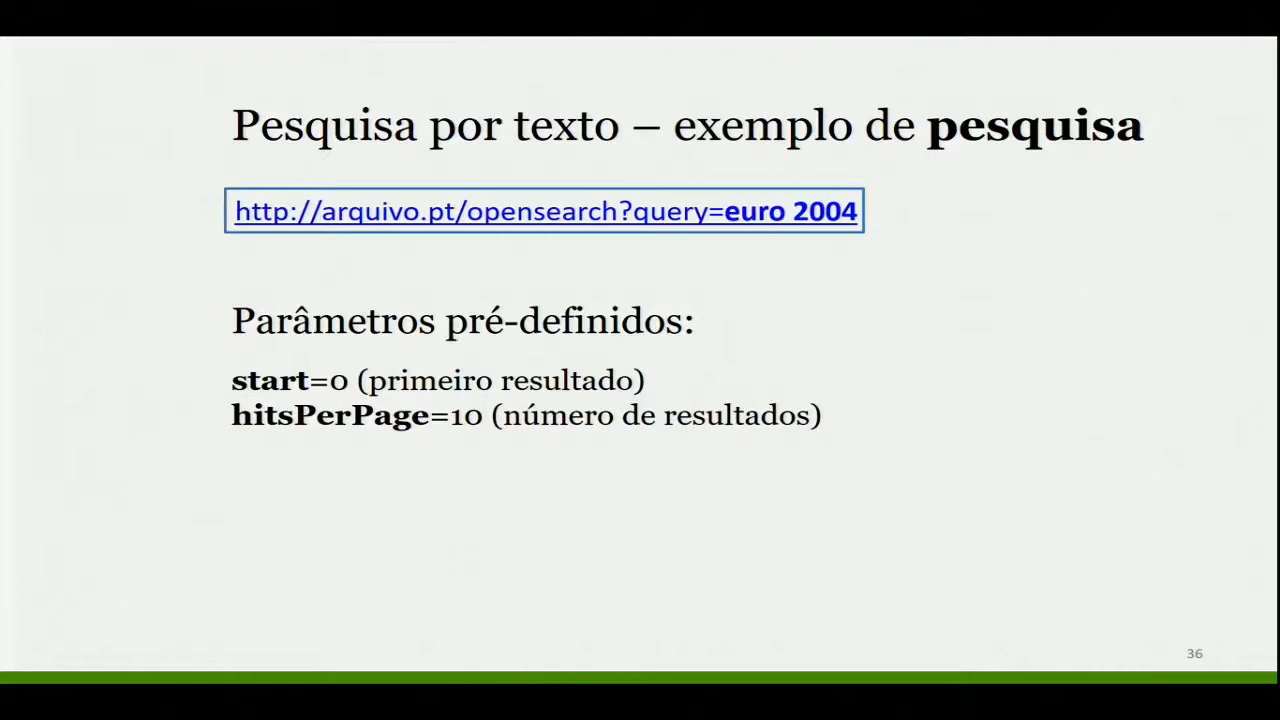 Pesquisa por texto – exemplo de pesquisa
http://arquivo.pt/opensearch?query=euro 2004
Parâmetros pré-definidos:
start=0 (primeiro resultado)
hitsPerPage=10 (número de resultados)
36